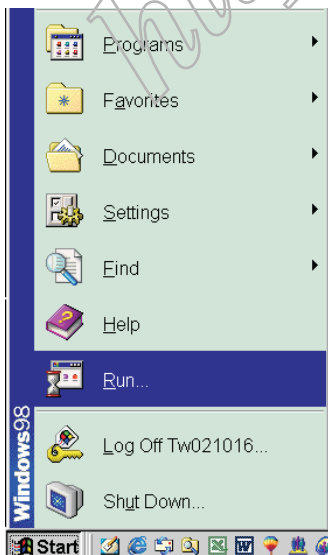 Programs
Favorites
Documents
Settings
Find
Help
Run...
Log Off Tw021016...
Shut Down...
Windows98
Start